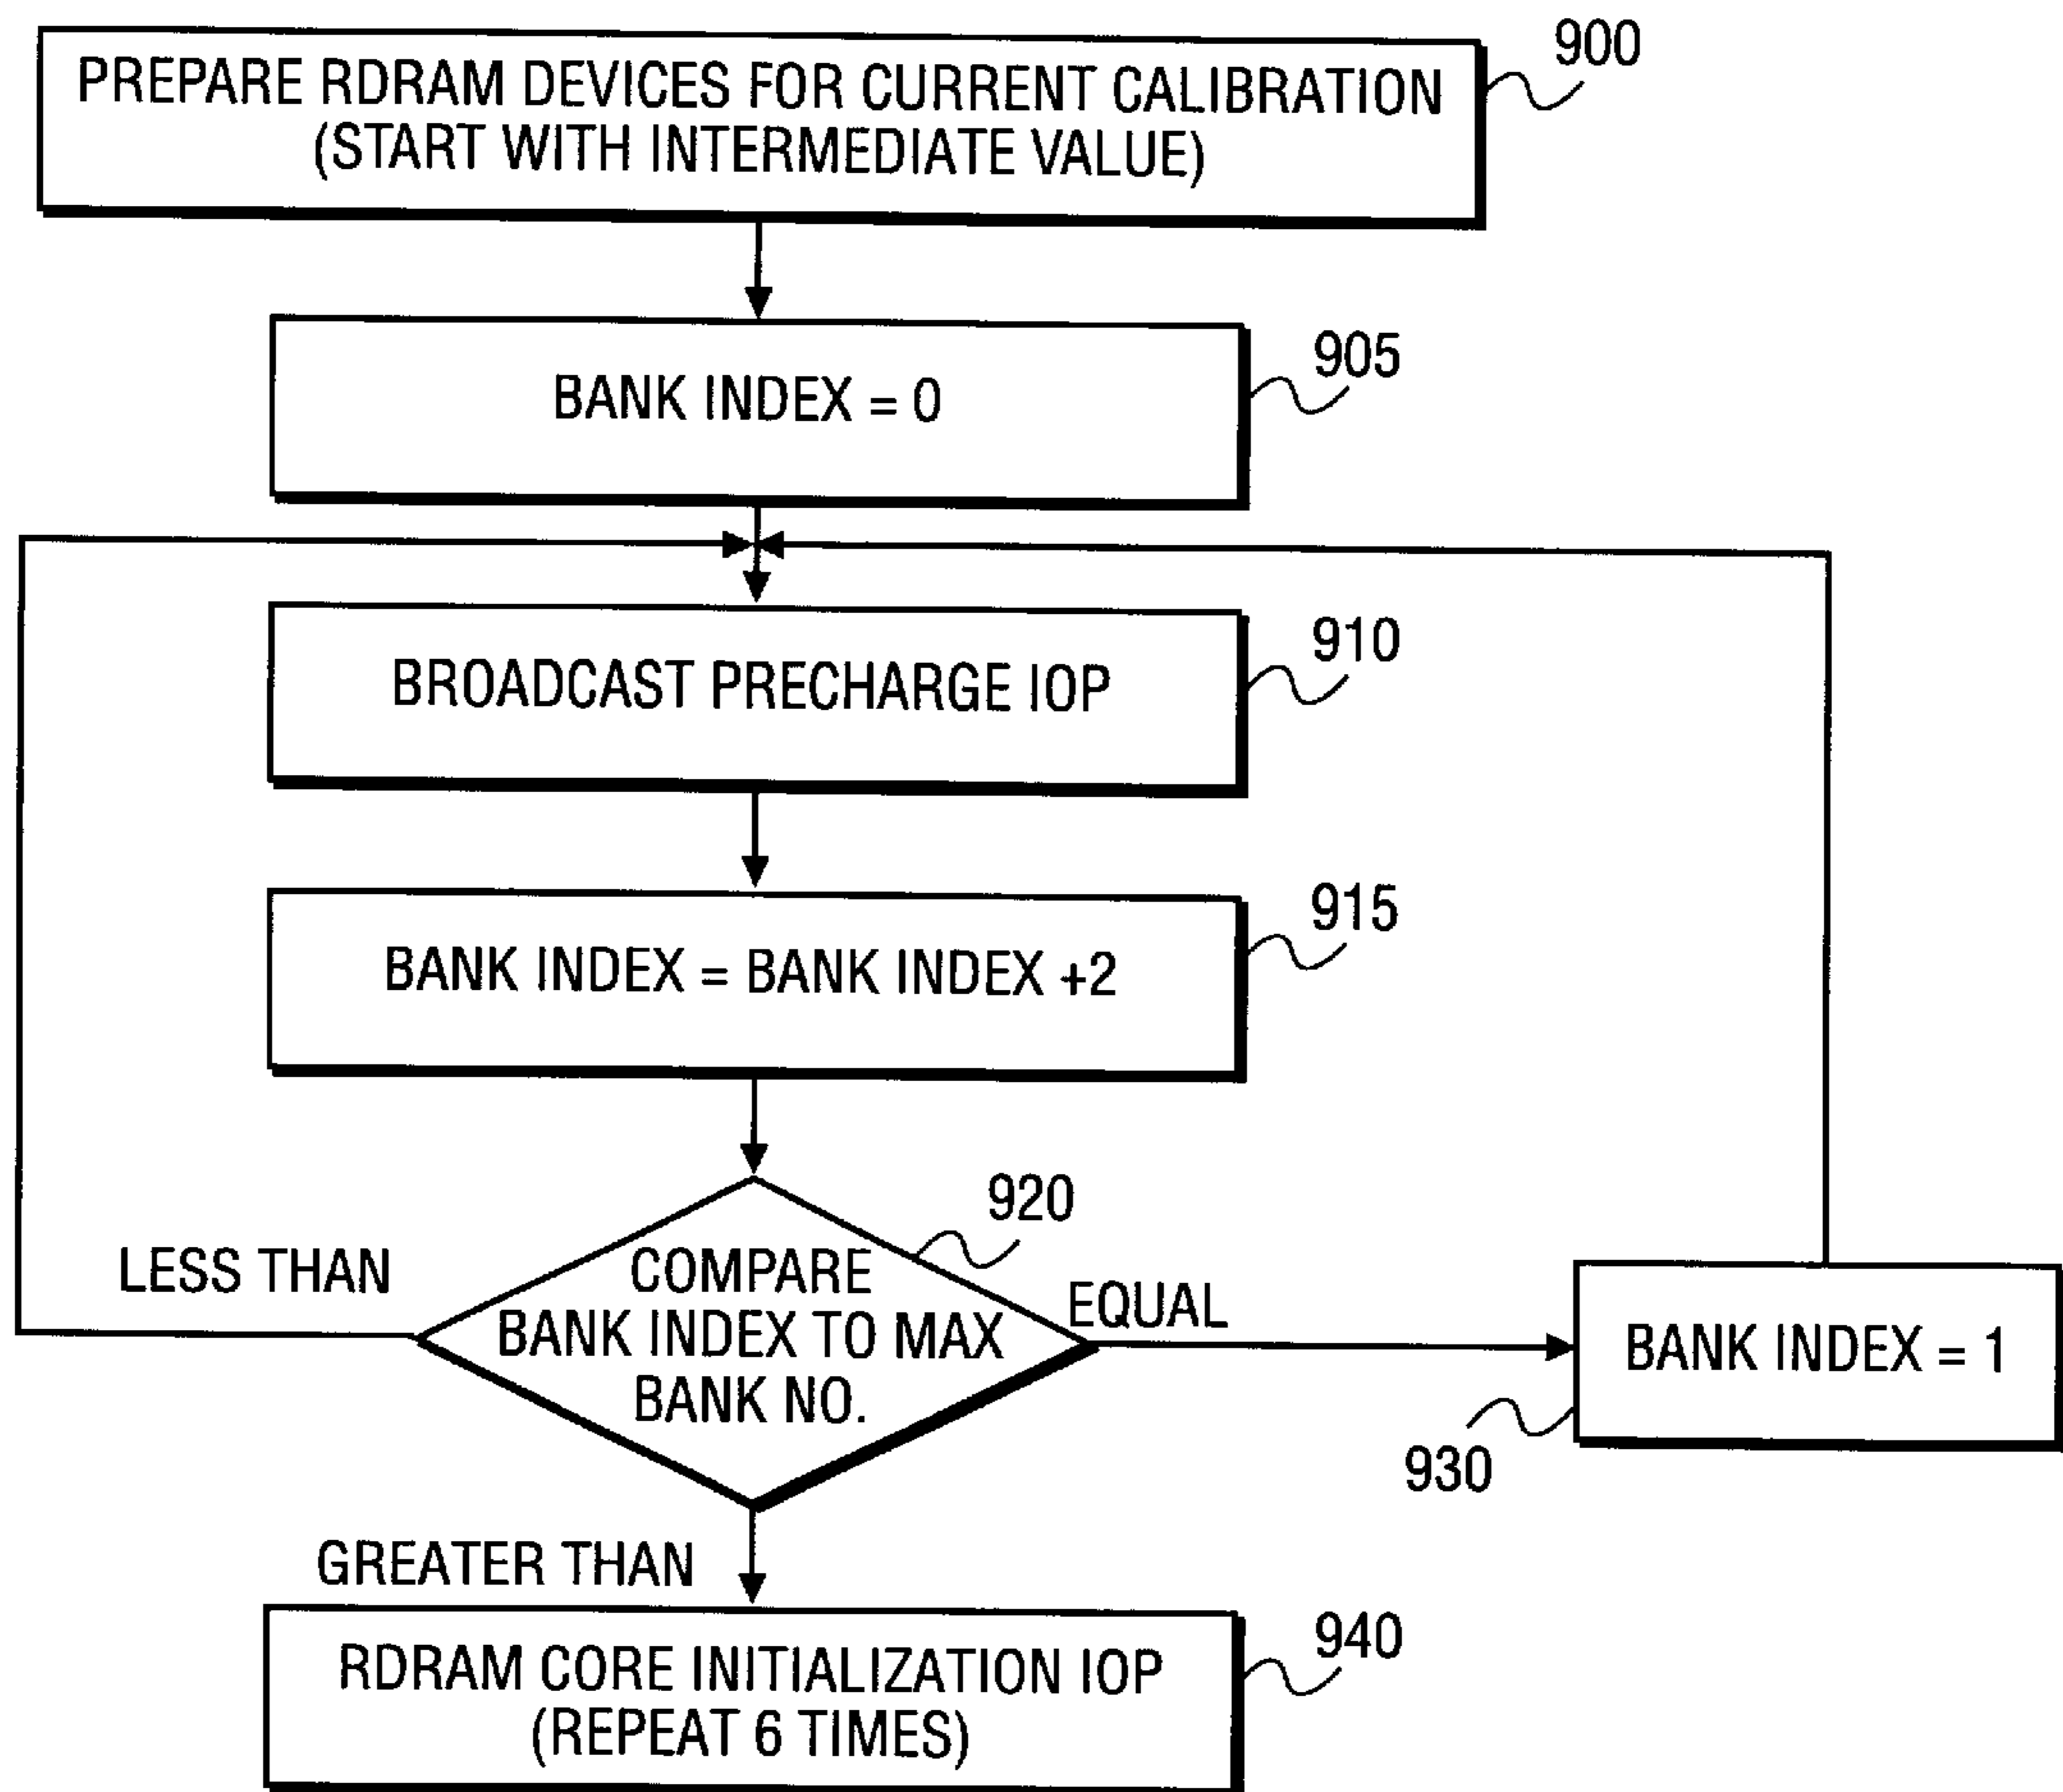 900
PREPARE RDRAM DEVICES FOR CURRENT CALIBRATION
(START WITH INTERMEDIATE VALUE)
905
BANK INDEX = 0
910
BROADCAST PRECHARGE IOP
915
BANK INDEX = BANK INDEX +2
920
LESS THAN
COMPARE
BANK INDEX TO MAX
BANK NO.
EQUAL
BANK INDEX = 1
930
GREATER THAN
940
RDRAM CORE INITIALIZATION IOP
(REPEAT 6 TIMES)